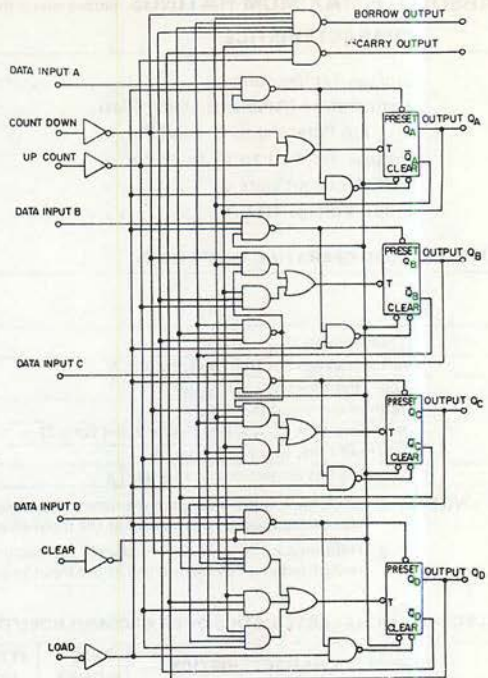 BORROW OUTPUT
CARRY OUTPUT
DATA INPUT A
PRESET OUTPUT QA
QA
COUNT DOWN
T
UP COUNT
Q̅A
CLEAR
DATA INPUT B
PRESET OUTPUT QB
QB
T
Q̅B
CLEAR
DATA INPUT C
PRESET OUTPUT QC
QC
T
Q̅C
CLEAR
DATA INPUT D
CLEAR
PRESET OUTPUT QD
QD
T
Q̅D
CLEAR
LOAD